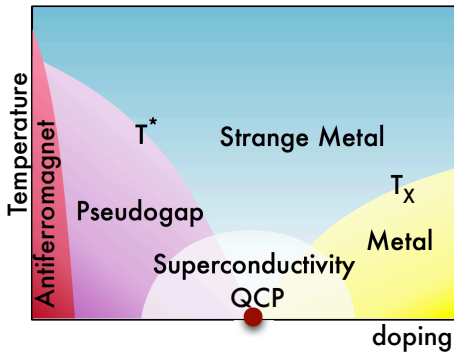 Temperature
Antiferromagnet
T*
Strange Metal
Tx
Pseudogap
Metal
Superconductivity
QCP
doping